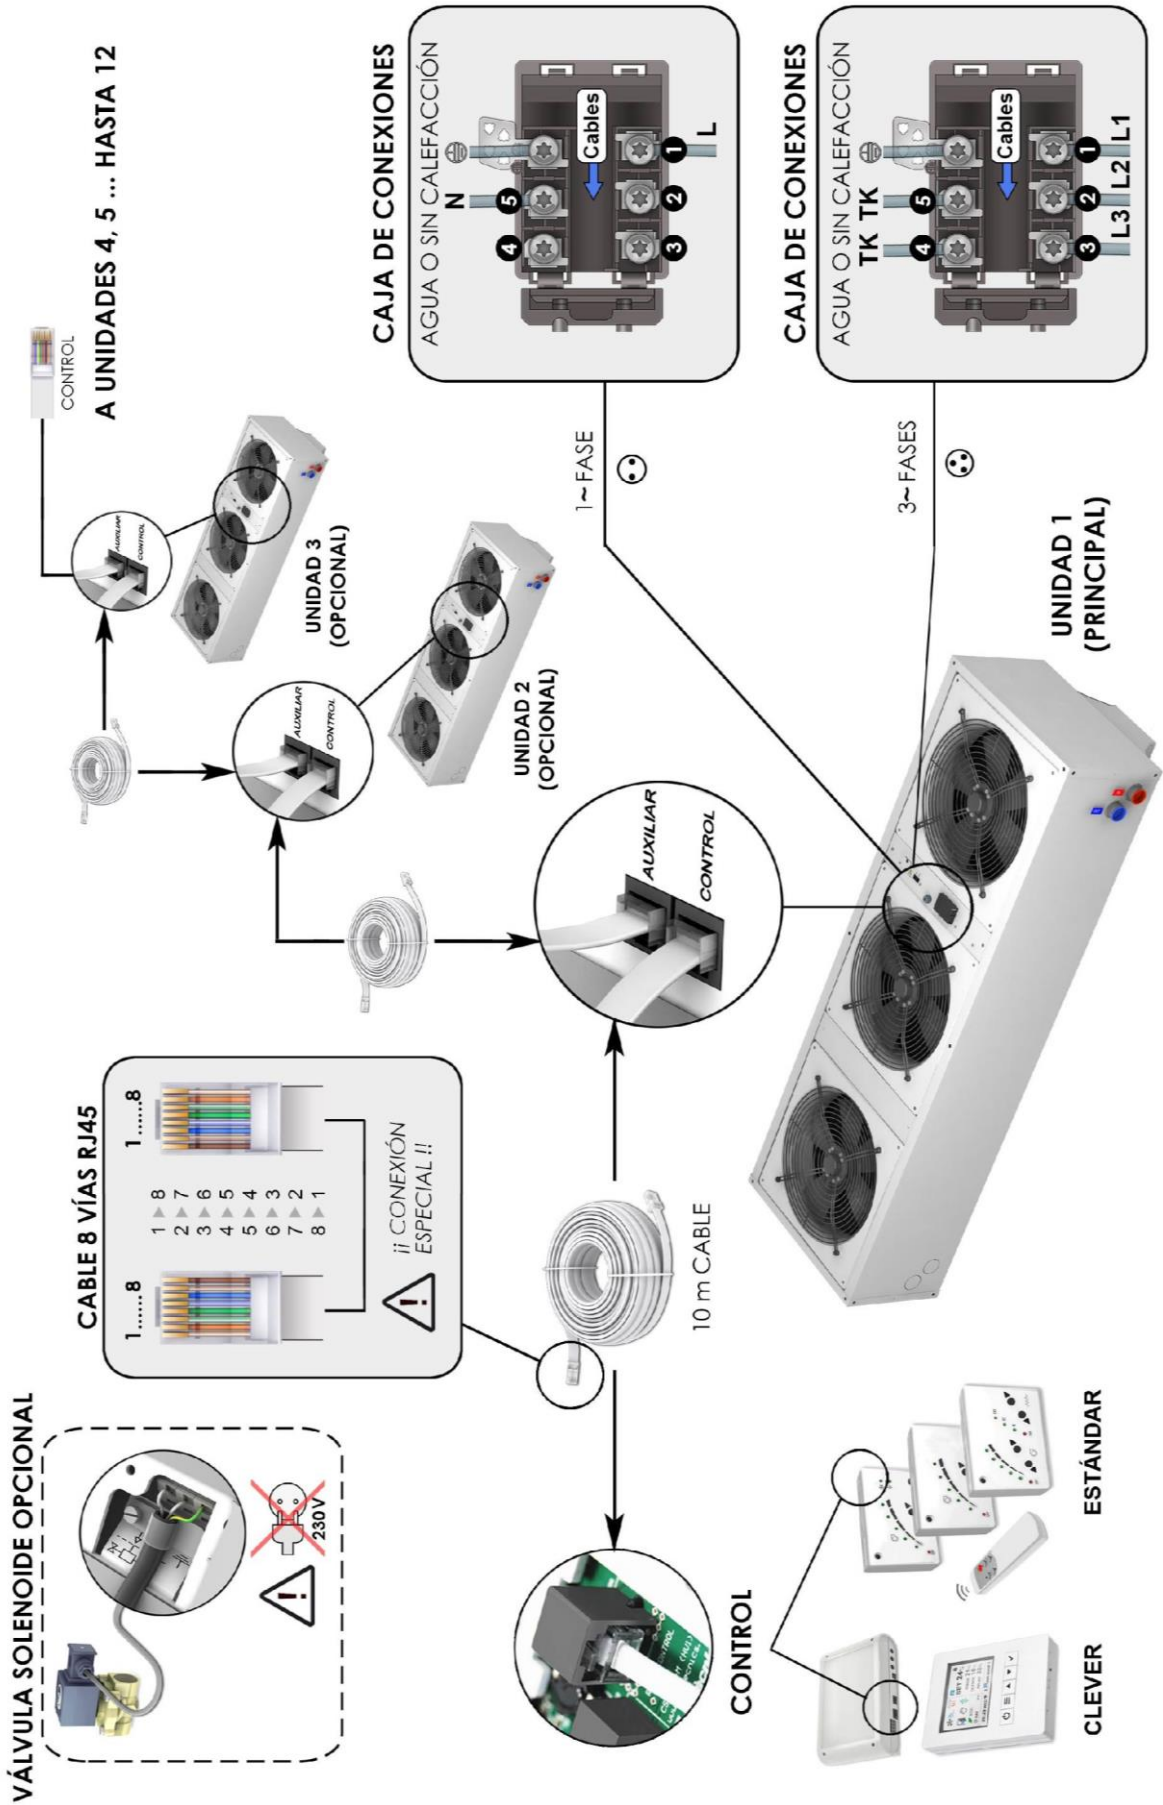 VÁLVULA SOLENOIDE OPCIONAL
230V
CABLE 8 VÍAS RJ45
1......8
1......8
1 ▶ 8
2 ▶ 7
3 ▶ 6
4 ▶ 5
5 ▶ 4
6 ▶ 3
7 ▶ 2
8 ▶ 1
¡¡ CONEXIÓN
ESPECIAL !!
CONTROL
A UNIDADES 4, 5 ... HASTA 12
AUXILIAR
CONTROL
UNIDAD 3
(OPCIONAL)
AUXILIAR
CONTROL
UNIDAD 2
(OPCIONAL)
AUXILIAR
CONTROL
10 m CABLE
CONTROL
CLEVER
ESTÁNDAR
UNIDAD 1
(PRINCIPAL)
1~ FASE
3~ FASES
CAJA DE CONEXIONES
AGUA O SIN CALEFACCIÓN
N
4 5
Cables
3 2 1
L
CAJA DE CONEXIONES
AGUA O SIN CALEFACCIÓN
TK TK
4 5
Cables
3 2 1
L3 L2 L1